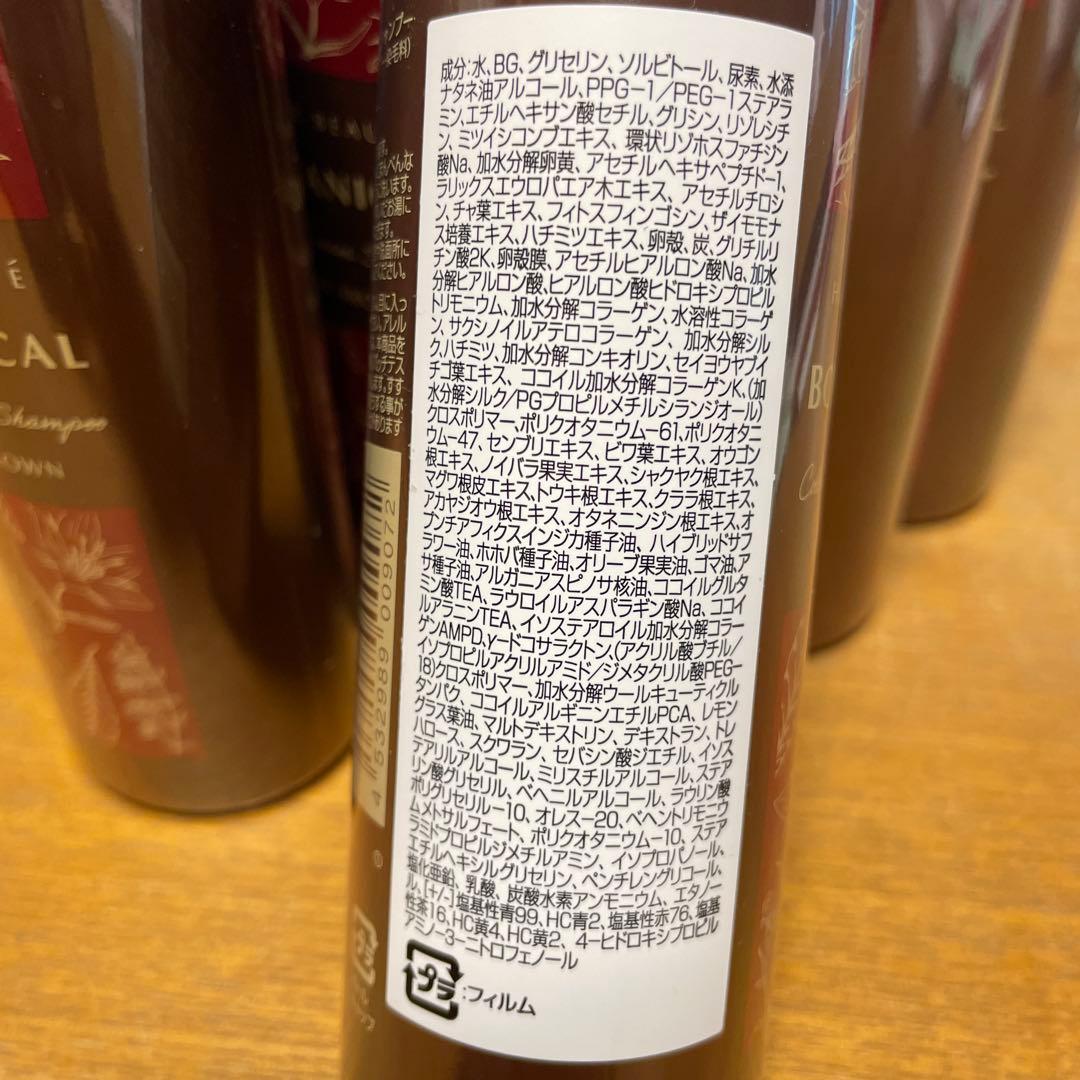 成分:水、BG、グリセリン、ソルビトール、尿素、水添
ナタネ油アルコール、PPG-1/PEG-1ステアラ
ミン、エチルヘキサン酸セチル、グリシン、リゾレシチ
ン、ミツイシコンブエキス、環状リゾホスファチジン
酸Na、加水分解卵黄、アセチルヘキサペプチド-1、
ラリックスエウロパエア木エキス、アセチルチロシ
ン、チャ葉エキス、フィトスフィンゴシン、ザイモモナ
ス培養エキス、ハチミツエキス、卵殻、炭、グリチルリ
チン酸2K、卵殻膜、アセチルヒアルロン酸Na、加水
分解ヒアルロン酸、ヒアルロン酸ヒドロキシプロピル
トリモニウム、加水分解コラーゲン、水溶性コラーゲ
ン、サクシノイルアテロコラーゲン、加水分解シル
ク、ハチミツ、加水分解コンキオリン、セイヨウヤブイ
チゴ葉エキス、ココイル加水分解コラーゲンK、(加
水分解シルク/PGプロピルメチルシランジオール)
クロスポリマー、ポリクオタニウム-61、ポリクオタニ
ウム-47、センブリエキス、ビワ葉エキス、オウゴン
根エキス、ノイバラ果実エキス、シャクヤク根エキス、
マグワ根皮エキス、トウキ根エキス、クララ根エキス、
アカヤジオウ根エキス、オタネニンジン根エキス、オ
プンチアフィクスインジカ種子油、ハイブリッドサフ
ラワー油、ホホバ種子油、オリーブ果実油、ゴマ油、ア
サ種子油、アルガニアスピノサ核油、ココイルグルタ
ミン酸TEA、ラウロイルアスパラギン酸Na、ココイ
ルアラニンTEA、イソステアロイル加水分解コラー
ゲンAMPD、γ-ドコサラクトン、(アクリル酸ブチル/
イソプロピルアクリルアミド/ジメタクリル酸PEG-
18)クロスポリマー、加水分解ウールキューティクル
タンパク、ココイルアルギニンエチルPCA、レモン
グラス葉油、マルトデキストリン、デキストラン、トレ
ハロース、スクワラン、セバシン酸ジエチル、イソス
テアリルアルコール、ミリスチルアルコール、ステア
リン酸グリセリル、ベヘニルアルコール、ラウリン酸
ポリグリセリル-10、オレス-20、ベヘントリモニウ
ムメトサルフェート、ポリクオタニウム-10、ステア
ラミドプロピルジメチルアミン、イソプロパノール、
エチルヘキシルグリセリン、ペンチレングリコール、
塩化亜鉛、乳酸、炭酸水素アンモニウム、エタノー
ル、[+/-]塩基性青99、HC青2、塩基性赤76、塩基
性茶16、HC黄4、HC黄2、4-ヒドロキシプロピル
アミノ-3-ニトロフェノール
プラ
:フィルム
4 532989 009072
É
CAL
Shampoo
OWN